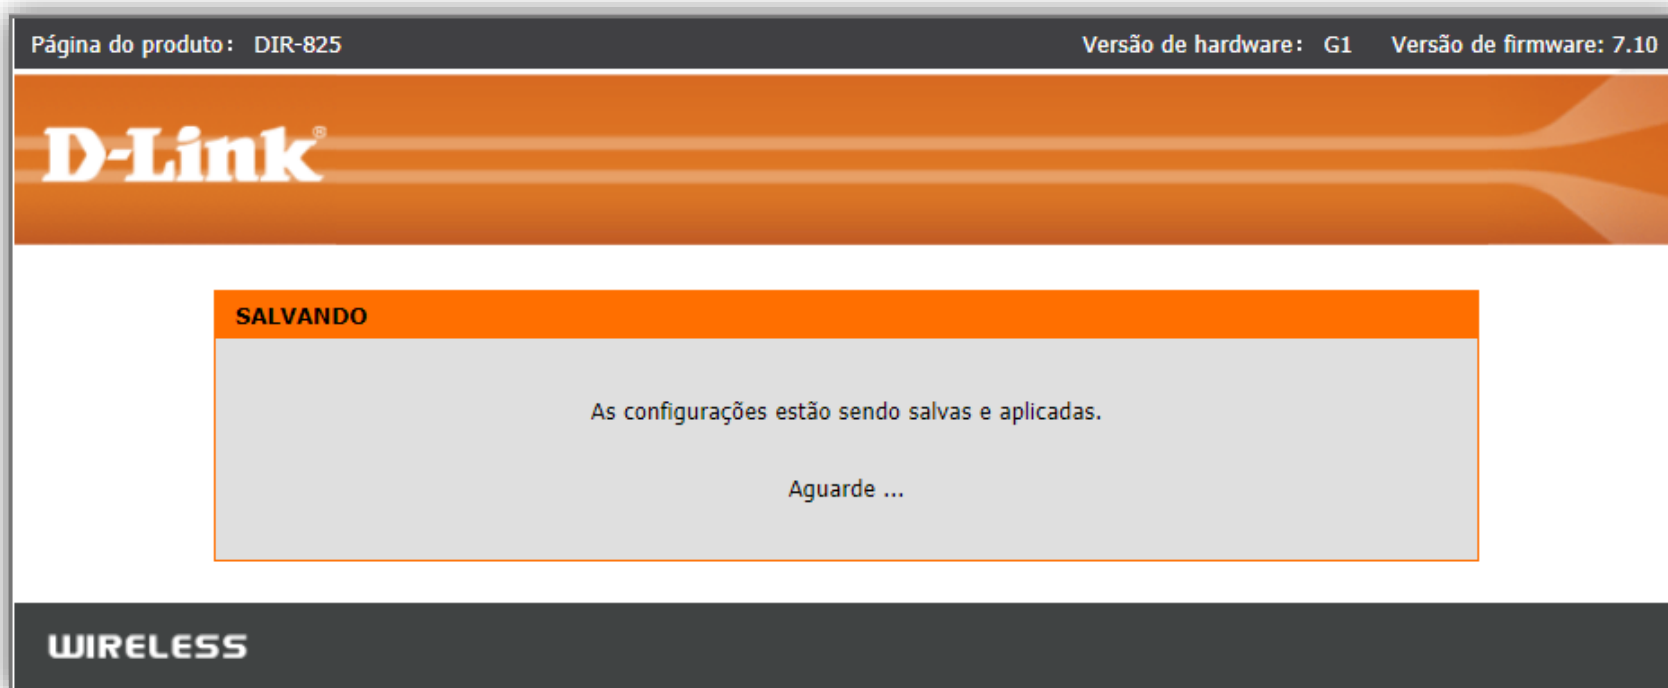 Página do produto: DIR-825 Versão de hardware: G1 Versão de firmware: 7.10
D-Link®
SALVANDO
As configurações estão sendo salvas e aplicadas.
Aguarde ...
WIRELESS